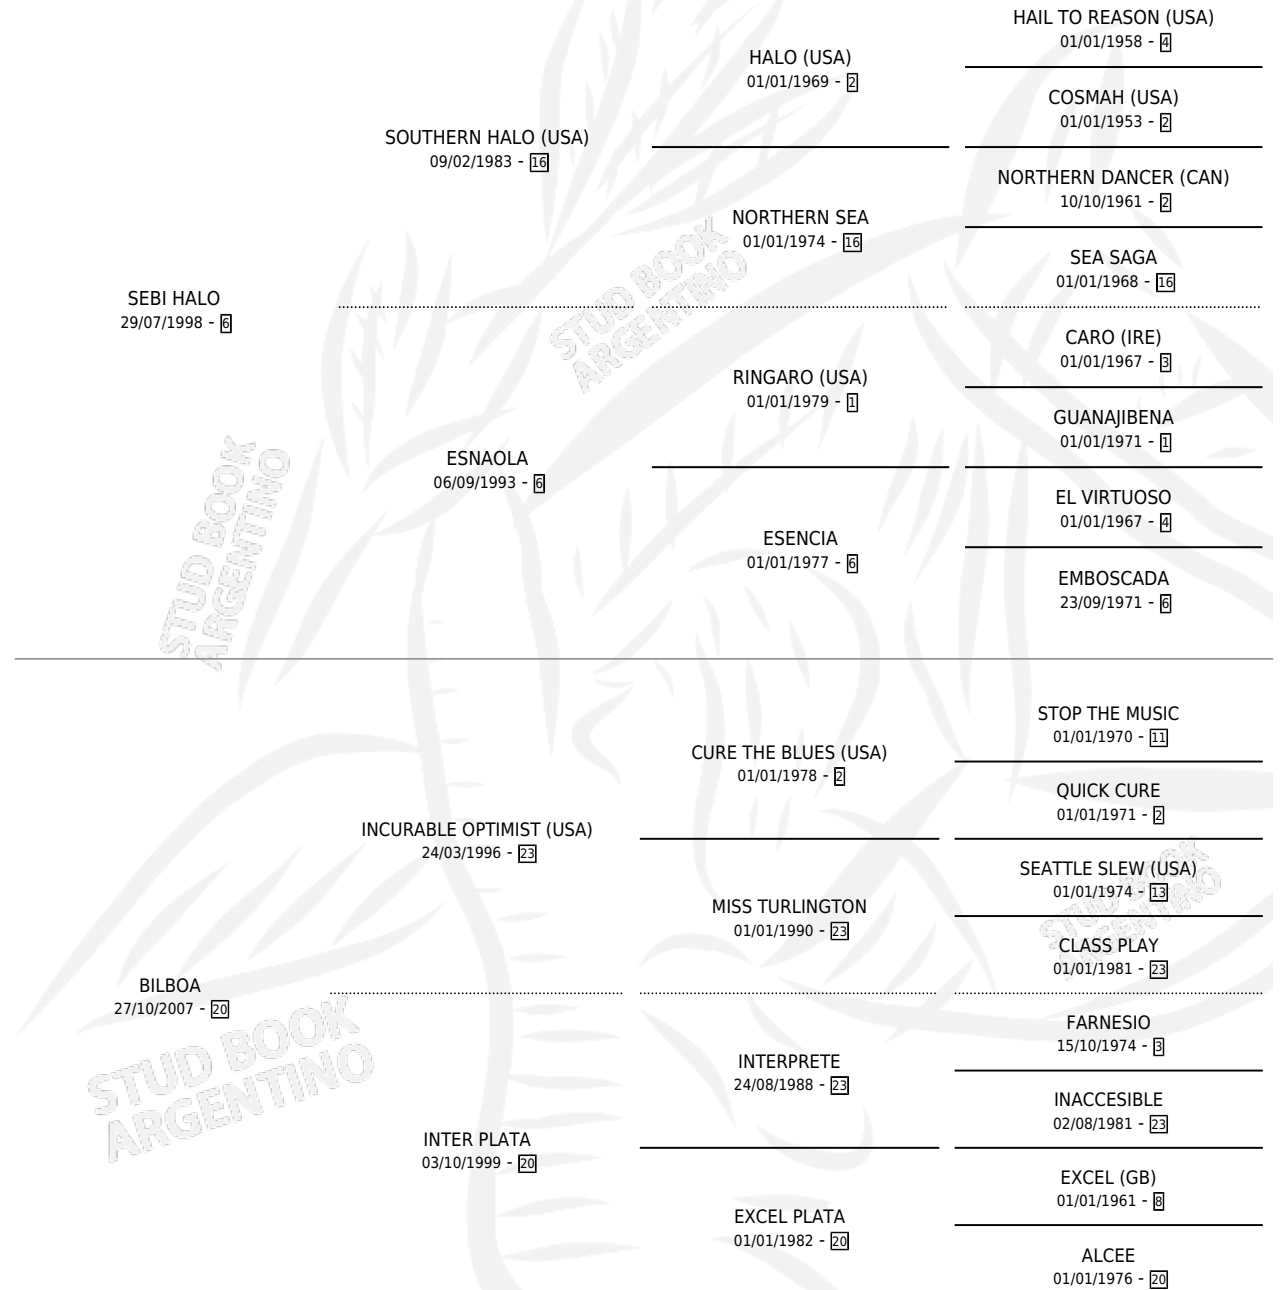 HAIL TO REASON (USA)
01/01/1958 - 4
HALO (USA)
01/01/1969 - 2
COSMAH (USA)
01/01/1953 - 2
SOUTHERN HALO (USA)
09/02/1983 - 16
NORTHERN DANCER (CAN)
10/10/1961 - 2
NORTHERN SEA
01/01/1974 - 16
SEA SAGA
01/01/1968 - 16
SEBI HALO
29/07/1998 - 6
CARO (IRE)
01/01/1967 - 3
RINGARO (USA)
01/01/1979 - 1
GUANAJIBENA
01/01/1971 - 1
ESNAOLA
06/09/1993 - 6
EL VIRTUOSO
01/01/1967 - 4
ESENCIA
01/01/1977 - 6
EMBOSCADA
23/09/1971 - 6
STUD BOOK
ARGENTINO
STUD BOOK
ARGENTINO
STOP THE MUSIC
01/01/1970 - 11
CURE THE BLUES (USA)
01/01/1978 - 2
QUICK CURE
01/01/1971 - 2
INCURABLE OPTIMIST (USA)
24/03/1996 - 23
SEATTLE SLEW (USA)
01/01/1974 - 13
MISS TURLINGTON
01/01/1990 - 23
CLASS PLAY
01/01/1981 - 23
BILBOA
27/10/2007 - 20
FARNESIO
15/10/1974 - 3
INTERPRETE
24/08/1988 - 23
INACCESIBLE
02/08/1981 - 23
INTER PLATA
03/10/1999 - 20
EXCEL (GB)
01/01/1961 - 8
EXCEL PLATA
01/01/1982 - 20
ALCEE
01/01/1976 - 20
STUD BOOK
ARGENTINO
STUD BOOK
ARGENTINO